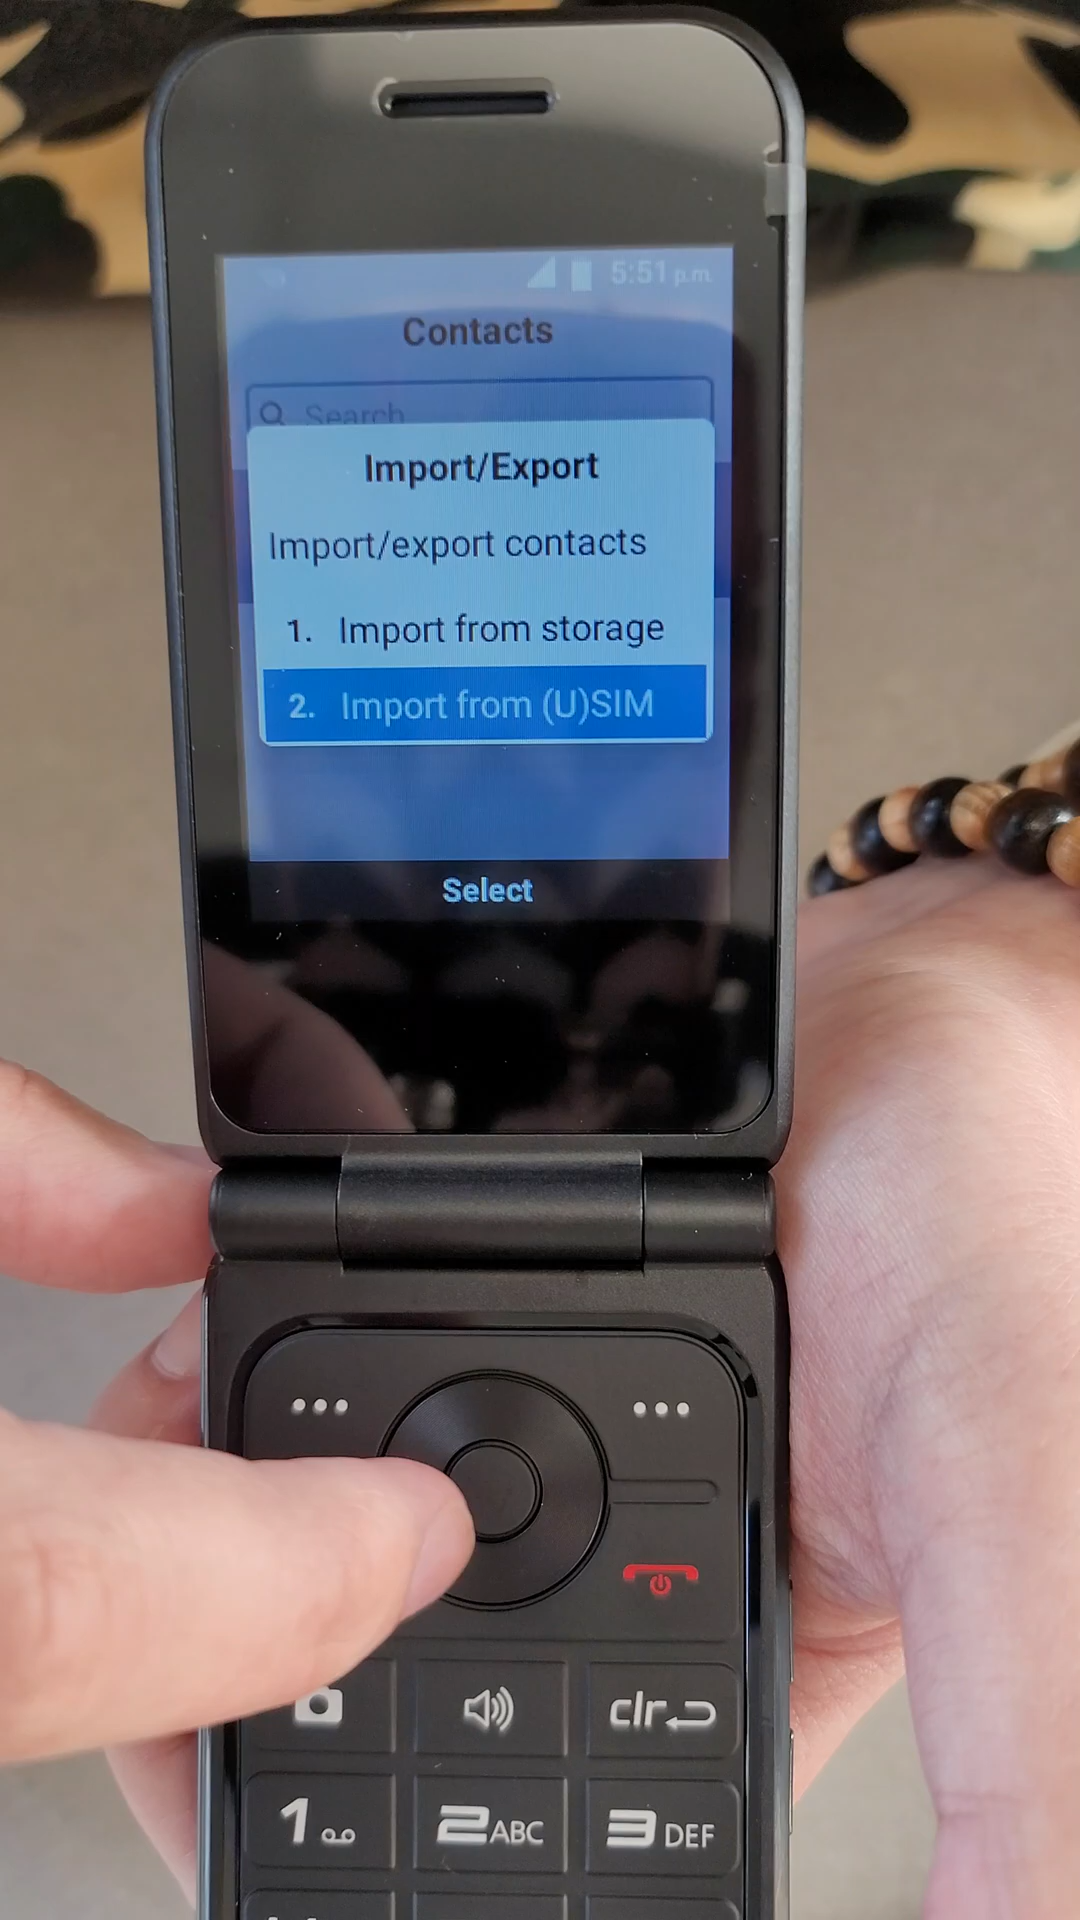 5:51 p.m.
Contacts
Search
Import/Export
Import/export contacts
1. Import from storage
2. Import from (U)SIM
Select
clr
1
2 ABC
3 DEF